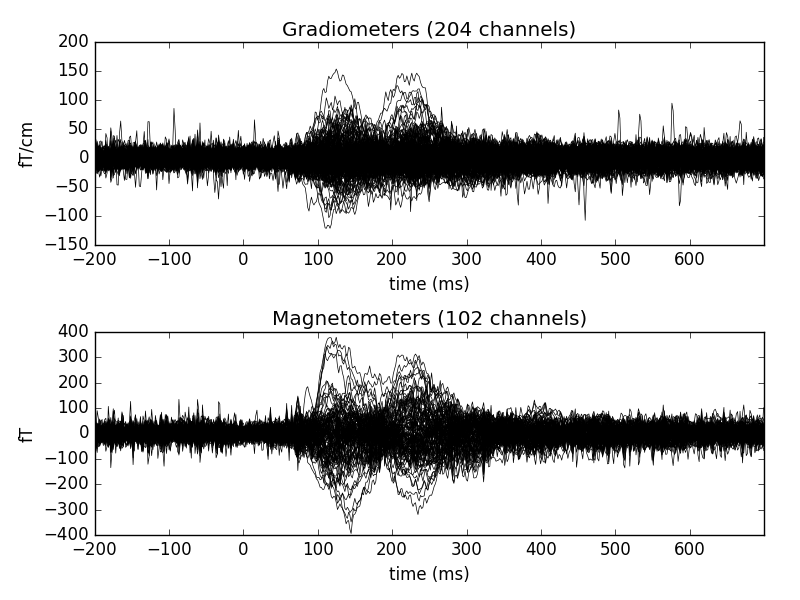 Gradiometers (204 channels)
200
150
100
50
0
−50
−100
−150
fT/cm
−200 −100 0 100 200 300 400 500 600
time (ms)
Magnetometers (102 channels)
400
300
200
100
0
−100
−200
−300
−400
fT
−200 −100 0 100 200 300 400 500 600
time (ms)